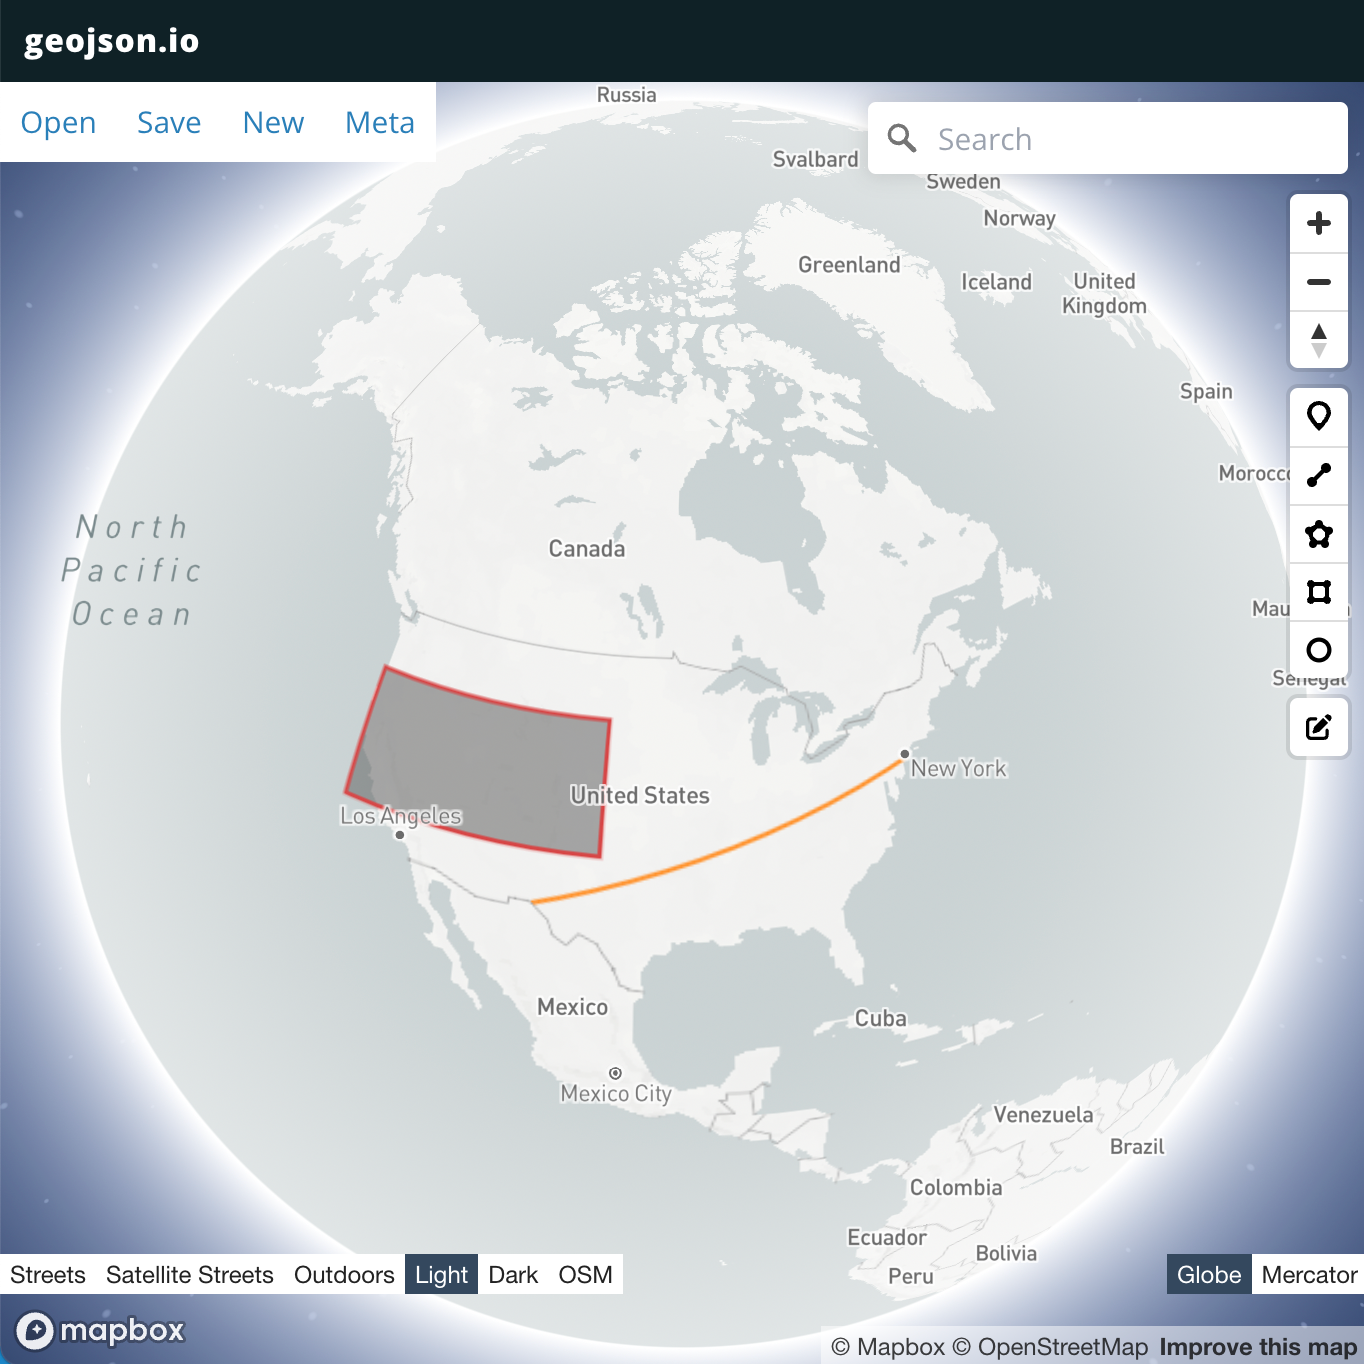 geojson.io
Open Save New Meta
Search
Russia
Svalbard
Sweden
Norway
Greenland
Iceland
United
Kingdom
Spain
Morocc
North
Pacific
Ocean
Canada
Mau
Senegal
New York
United States
Los Angeles
Mexico
Cuba
Mexico City
Venezuela
Brazil
Colombia
Ecuador
Bolivia
Peru
Streets Satellite Streets Outdoors Light Dark OSM
Globe Mercator
mapbox
© Mapbox © OpenStreetMap Improve this map